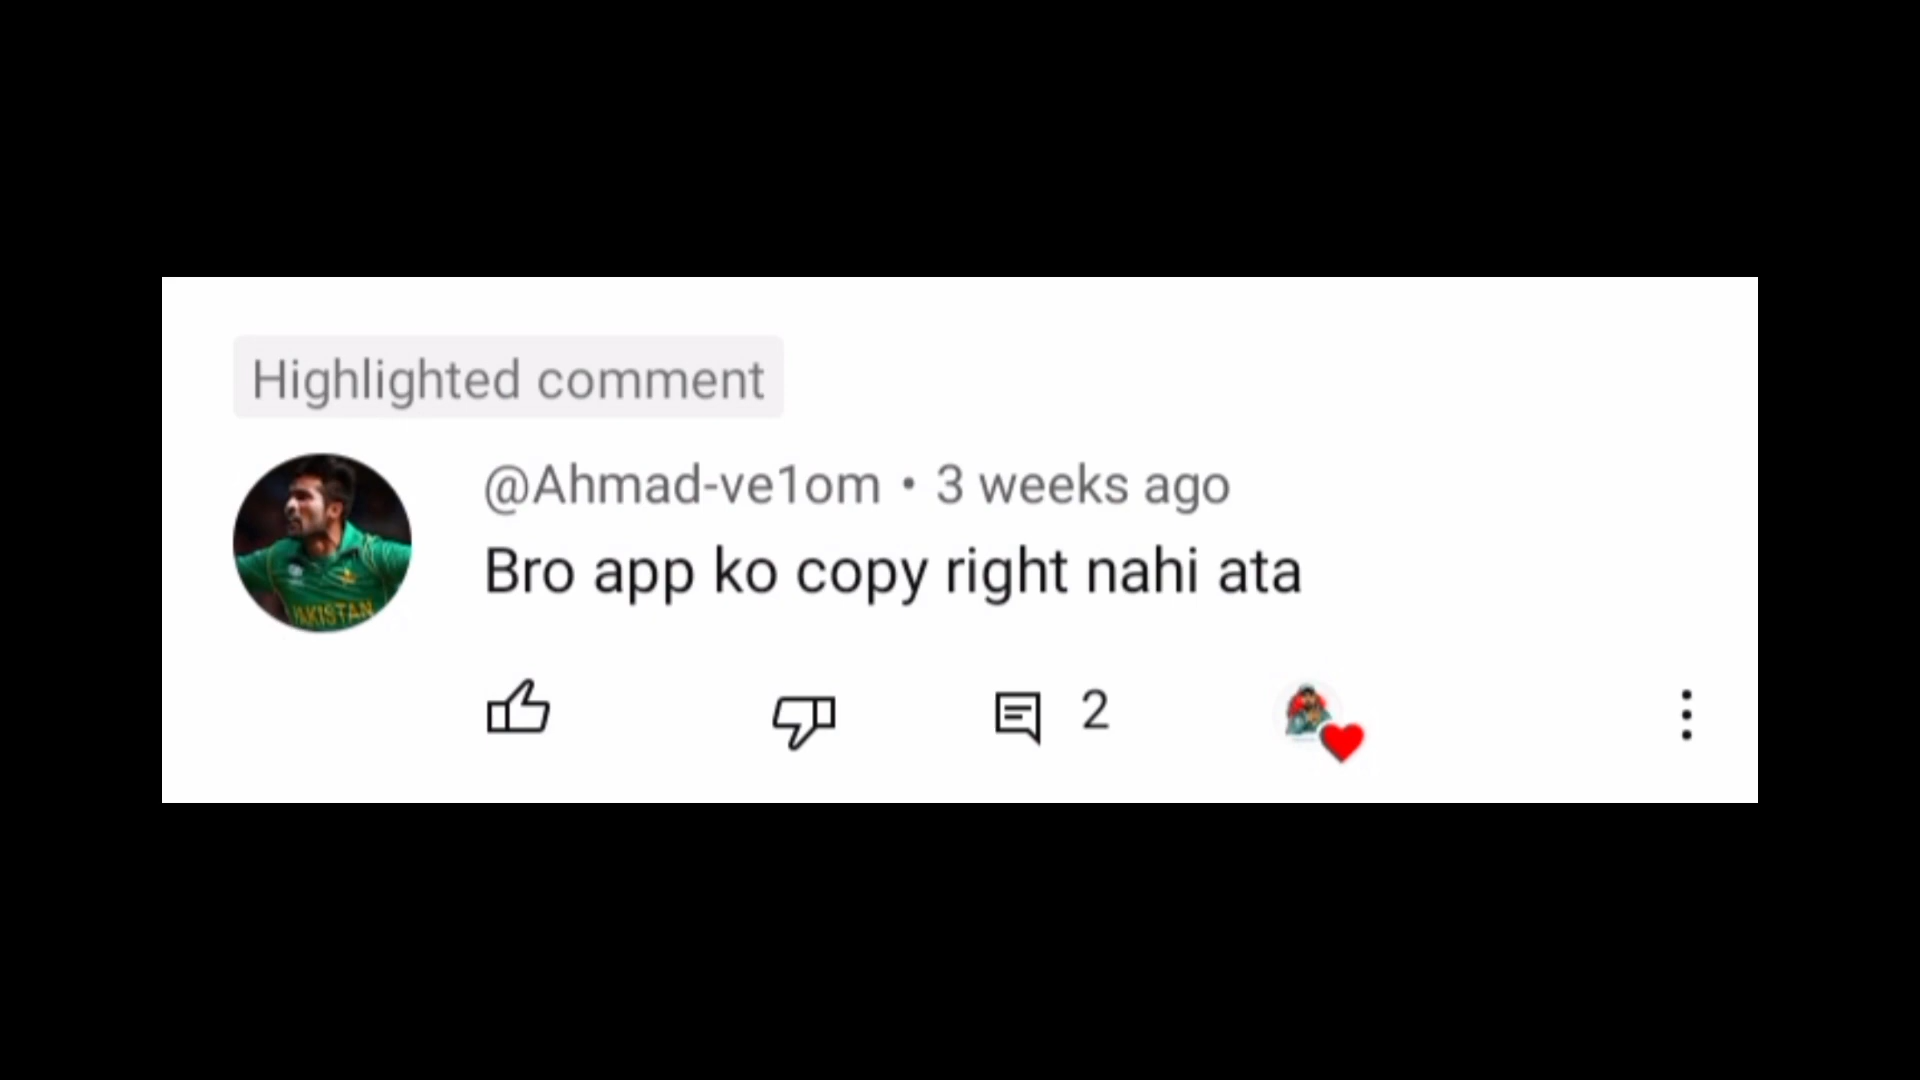 Highlighted comment
@Ahmad-ve1om • 3 weeks ago
Bro app ko copy right nahi ata
2